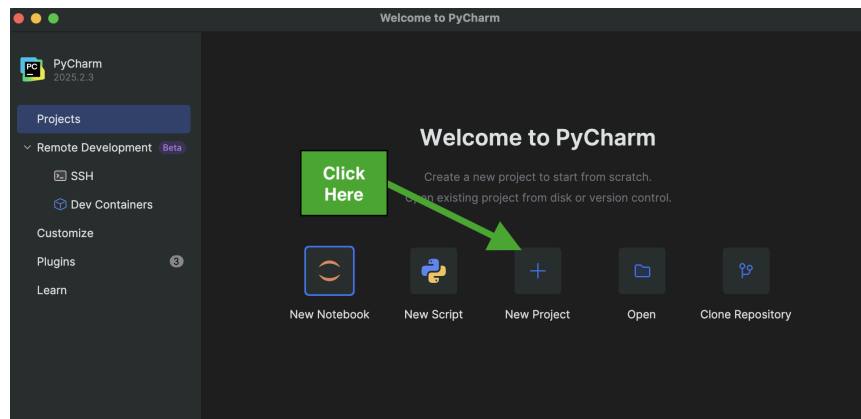 Welcome to PyCharm
PC
PyCharm
2025.2.3
Projects
Remote Development Beta
SSH
Dev Containers
Customize
Plugins 3
Learn
Welcome to PyCharm
Create a new project to start from scratch.
Open existing project from disk or version control.
Click
Here
New Notebook
New Script
New Project
Open
Clone Repository